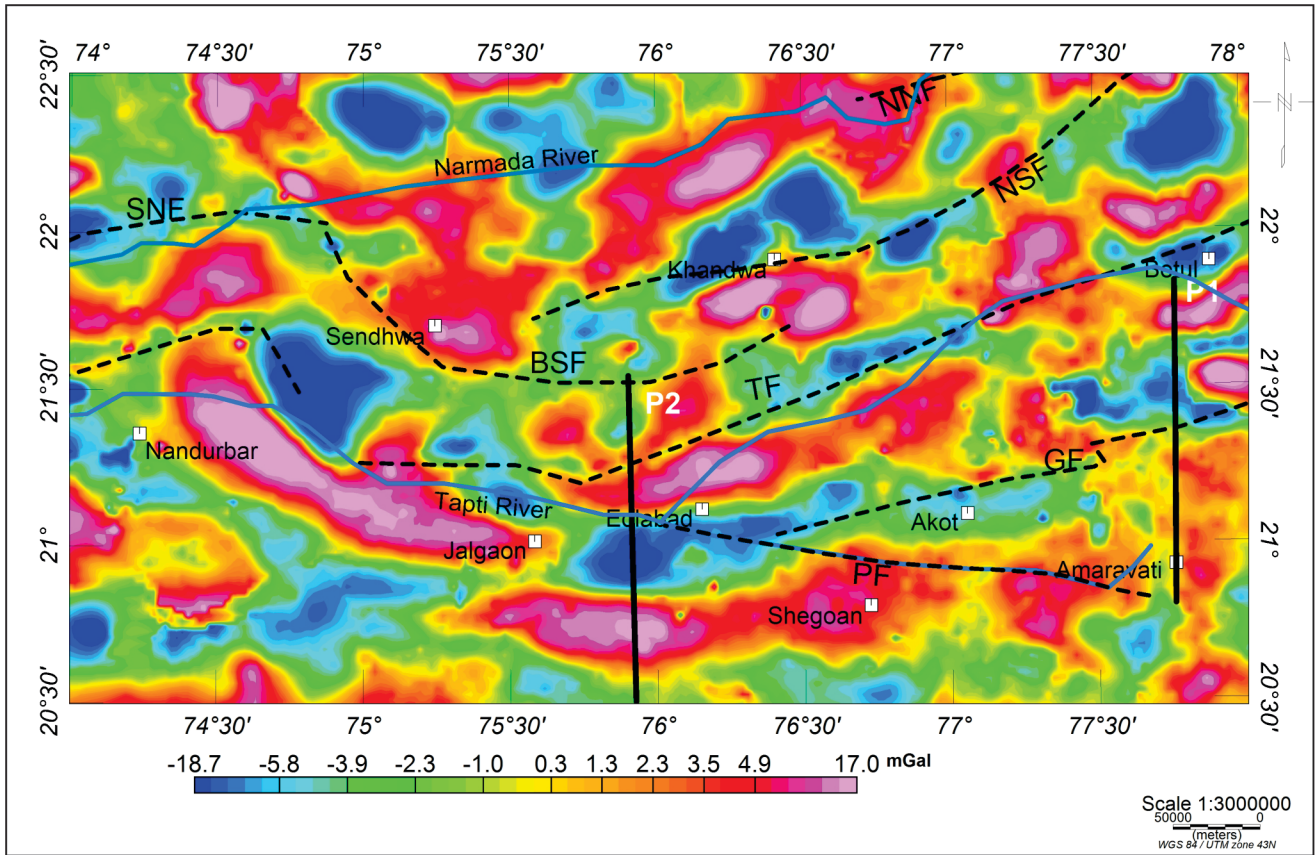 74° 74°30' 75° 75°30' 76° 76°30' 77° 77°30' 78°
22°30' 22°30'
N
NNF
Narmada River
NSF
SNF
22° 22°
Khandwa
Betul
P1
Sendhwa
BSF
TF
21°30' 21°30'
P2
Nandurbar
GF
Tapti River
Edlabad
Akot
21° 21°
Jalgaon
PF
Amaravati
Shegoan
20°30' 20°30'
74°30' 75° 75°30' 76° 76°30' 77° 77°30'
-18.7 -5.8 -3.9 -2.3 -1.0 0.3 1.3 2.3 3.5 4.9 17.0 mGal
Scale 1:3000000
50000 0
(meters)
WGS 84 / UTM zone 43N